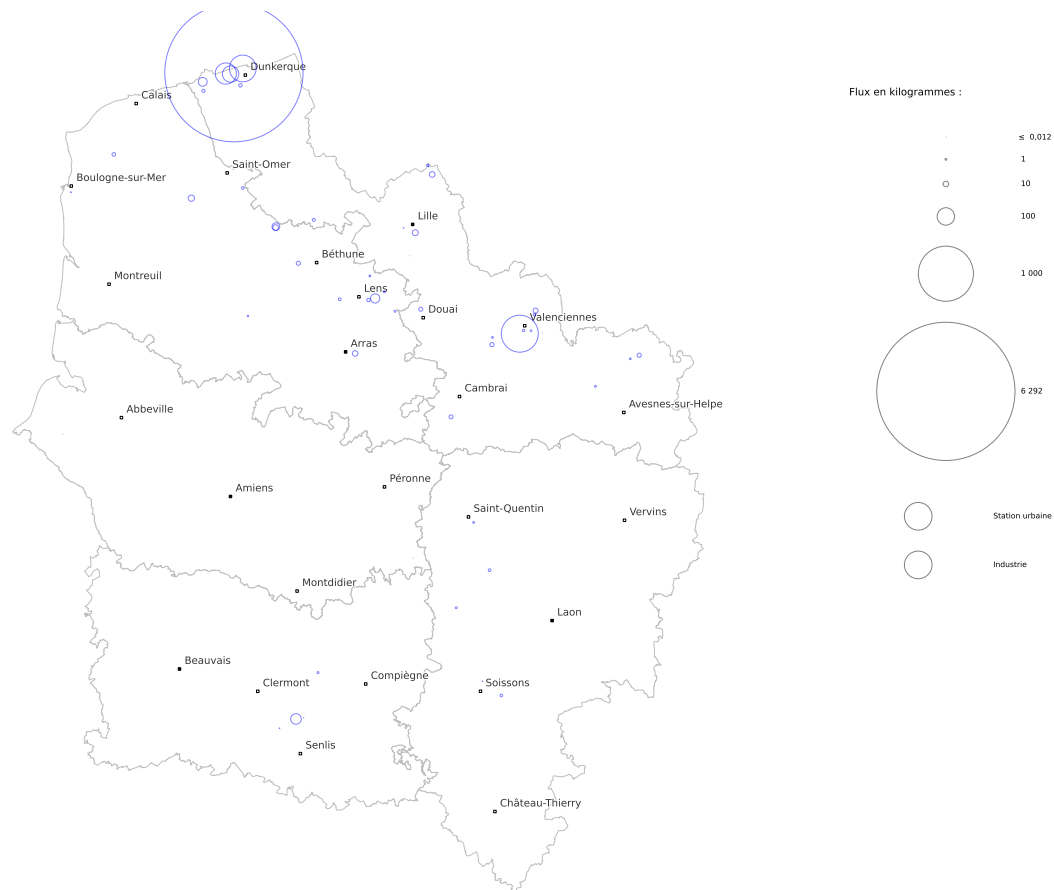 Dunkerque
Calais
Saint-Omer
Boulogne-sur-Mer
Lille
Béthune
Montreuil
Lens
Douai
Valenciennes
Arras
Cambrai
Avesnes-sur-Helpe
Abbeville
Péronne
Amiens
Saint-Quentin
Vervins
Montdidier
Laon
Beauvais
Compiègne
Clermont
Soissons
Senlis
Château-Thierry
Flux en kilogrammes :
≤ 0,012
1
10
100
1 000
6 292
Station urbaine
Industrie